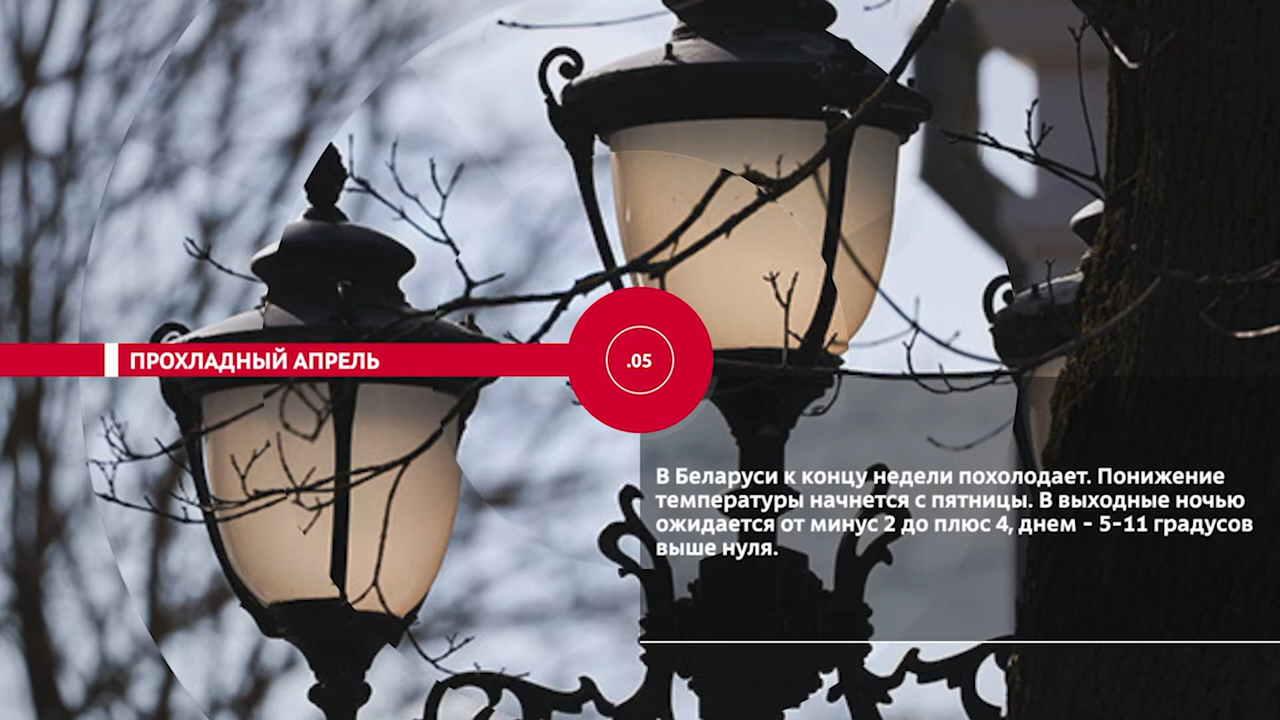 ПРОХЛАДНЫЙ АПРЕЛЬ
.05
В Беларуси к концу недели похолодает. Понижение
температуры начнется с пятницы. В выходные ночью
ожидается от минус 2 до плюс 4, днем - 5-11 градусов
выше нуля.